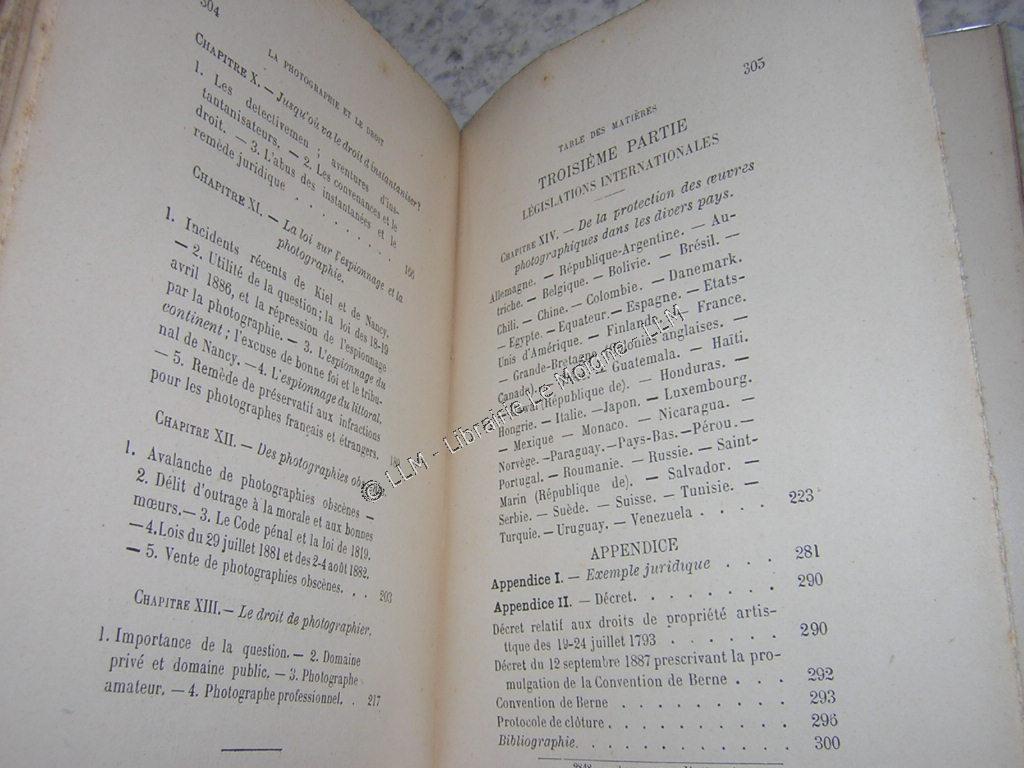 304
LA PHOTOGRAPHIE ET LE DROIT
CHAPITRE X. — Jusqu'où va le droit d'instantaniser?
1. Les detectivemen ; aventures d'ins-
tantanisateurs. — 2. Les convenances et le
droit. — 3. L'abus des instantanées et le
remède juridique . . . . . . . . 166
CHAPITRE XI. — La loi sur l'espionnage et la
photographie.
1. Incidents récents de Kiel et de Nancy.
— 2. Utilité de la question; la loi des 18-19
avril 1886, et la répression de l'espionnage
par la photographie. — 3. L'espionnage du
continent ; l'excuse de bonne foi et le tribu-
nal de Nancy. — 4. L'espionnage du littoral.
— 5. Remède de préservatif aux infractions
pour les photographes français et étrangers.
CHAPITRE XII. — Des photographies
1. Avalanche de photographies obscènes —
2. Délit d'outrage à la morale et aux bonnes
mœurs. — 3. Le Code pénal et la loi de 1819.
— 4. Lois du 29 juillet 1881 et des 2-4 août 1882.
— 5. Vente de photographies obscènes. . . 203
CHAPITRE XIII. — Le droit de photographier.
1. Importance de la question. — 2. Domaine
privé et domaine public. — 3. Photographe
amateur. — 4. Photographe professionnel. . 217
305
TABLE DES MATIÈRES
TROISIÈME PARTIE
LÉGISLATIONS INTERNATIONALES
CHAPITRE XIV. — De la protection des œuvres
photographiques dans les divers pays.
Allemagne. — République-Argentine. — Au-
triche. — Belgique. — Bolivie. — Brésil. —
Chili. — Chine. — Colombie. — Danemark.
— Egypte. — Equateur. — Espagne. — Etats-
Unis d'Amérique. — Finlande. — France.
— Grande-Bretagne anglaises. —
Canada Guatemala. — Haïti.
(République de). — Honduras. —
Hongrie. — Italie. — Japon. — Luxembourg.
— Mexique — Monaco. — Nicaragua. —
Norvège. — Paraguay. — Pays-Bas. — Pérou. —
Portugal. — Roumanie. — Russie. — Saint-
Marin (République de). — Salvador. —
Serbie. — Suède. — Suisse. — Tunisie. —
Turquie. — Uruguay. — Venezuela . . . . 223
APPENDICE
Appendice I. — Exemple juridique . . . 281
Appendice II. — Décret. . . . . . . . 290
Décret relatif aux droits de propriété artis-
tique des 19-24 juillet 1793 . . . . . . 290
Décret du 12 septembre 1887 prescrivant la pro-
mulgation de la Convention de Berne . . . 292
Convention de Berne . . . . . . . . 293
Protocole de clôture . . . . . . . . . 296
Bibliographie. . . . . . . . . . . 300
© LLM - Librairie Le Moigne - LLM